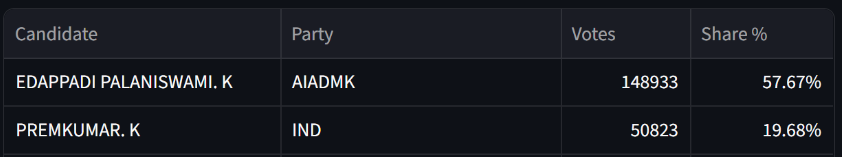 Candidate Party Votes Share %
EDAPPADI PALANISWAMI. K AIADMK 148933 57.67%
PREMKUMAR. K IND 50823 19.68%